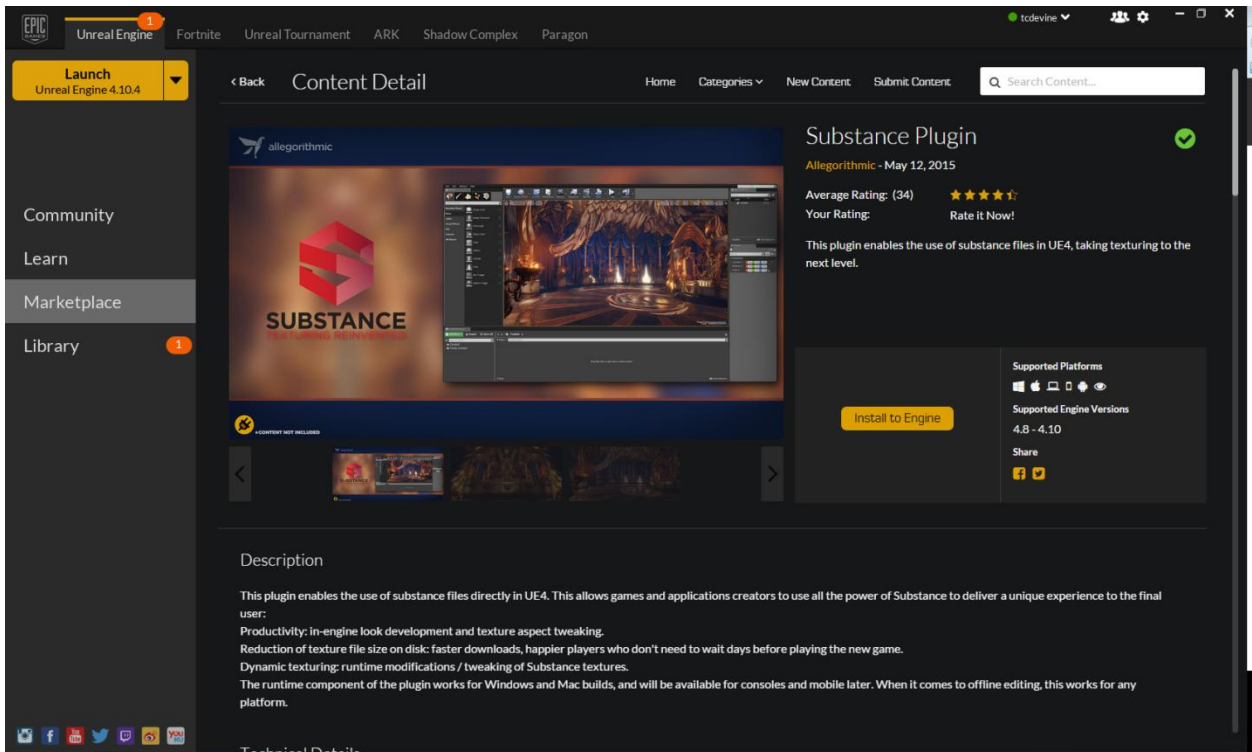 EPIC
GAMES
Unreal Engine
1
Fortnite
Unreal Tournament
ARK
Shadow Complex
Paragon
tcdevine
Launch
Unreal Engine 4.10.4
Back
Content Detail
Home
Categories
New Content
Submit Content
Search Content...
Community
Learn
Marketplace
Library
1
allegorithmic
SUBSTANCE
TEXTURING REINVENTED
CONTENT NOT INCLUDED
Substance Plugin
Allegorithmic - May 12, 2015
Average Rating: (34)
Your Rating: Rate it Now!
This plugin enables the use of substance files in UE4, taking texturing to the
next level.
Install to Engine
Supported Platforms
Supported Engine Versions
4.8 - 4.10
Share
Description
This plugin enables the use of substance files directly in UE4. This allows games and applications creators to use all the power of Substance to deliver a unique experience to the final
user:
Productivity: in-engine look development and texture aspect tweaking.
Reduction of texture file size on disk: faster downloads, happier players who don't need to wait days before playing the new game.
Dynamic texturing: runtime modifications / tweaking of Substance textures.
The runtime component of the plugin works for Windows and Mac builds, and will be available for consoles and mobile later. When it comes to offline editing, this works for any
platform.
Technical Details